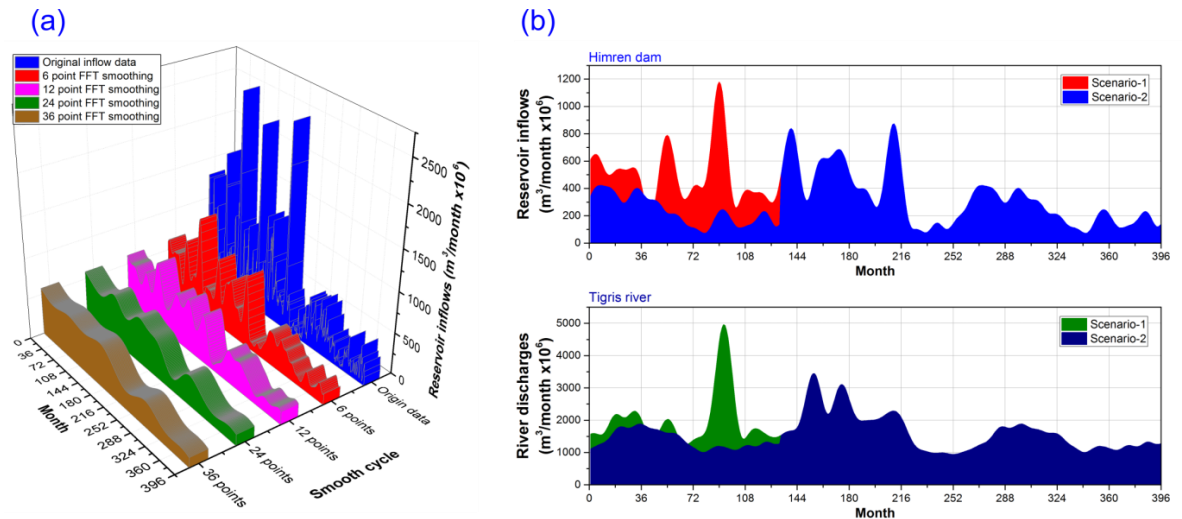 (a)
Original inflow data
6 point FFT smoothing
12 point FFT smoothing
24 point FFT smoothing
36 point FFT smoothing
2500
2000
1500
1000
500
0
Reservoir inflows (m³/month x10⁶)
0
36
72
108
144
180
216
252
288
324
360
396
Month
Origin data
6 points
12 points
24 points
36 points
Smooth cycle
(b)
Himren dam
1200
1000
800
600
400
200
0
Reservoir inflows
(m³/month x10⁶)
Scenario-1
Scenario-2
0 36 72 108 144 180 216 252 288 324 360 396
Month
Tigris river
5000
4000
3000
2000
1000
0
River discharges
(m³/month x10⁶)
Scenario-1
Scenario-2
0 36 72 108 144 180 216 252 288 324 360 396
Month